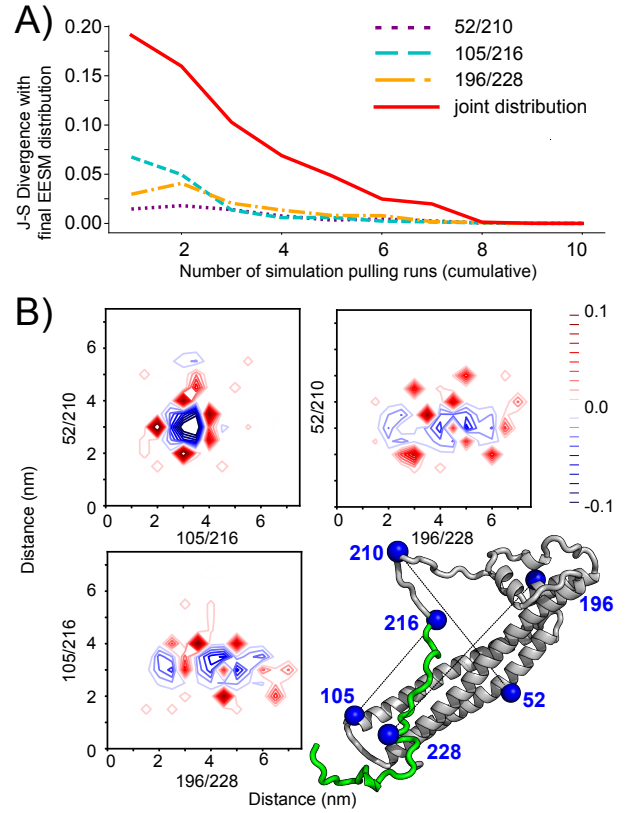 A)
0.20
0.15
0.10
0.05
0.00
J-S Divergence with
final EESM distribution
52/210
105/216
196/228
joint distribution
2 4 6 8 10
Number of simulation pulling runs (cumulative)
B)
6
4
2
0
52/210
0 2 4 6
105/216
52/210
0 2 4 6
196/228
0.1
0.0
-0.1
Distance (nm)
6
4
2
0
105/216
0 2 4 6
196/228
Distance (nm)
210
196
216
105
52
228